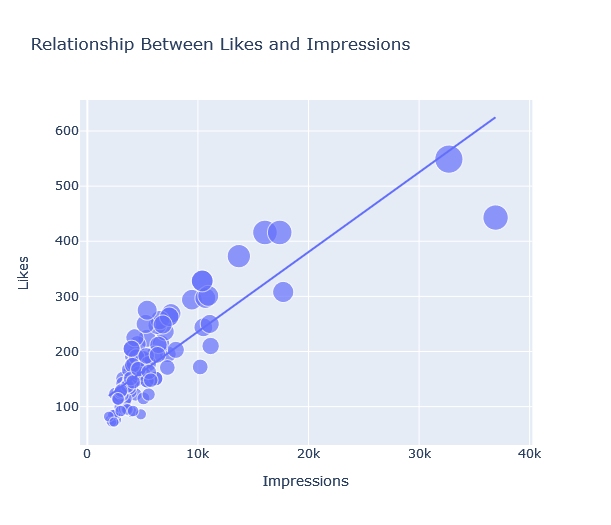 Relationship Between Likes and Impressions
600
500
400
300
200
100
Likes
0
10k
20k
30k
40k
Impressions